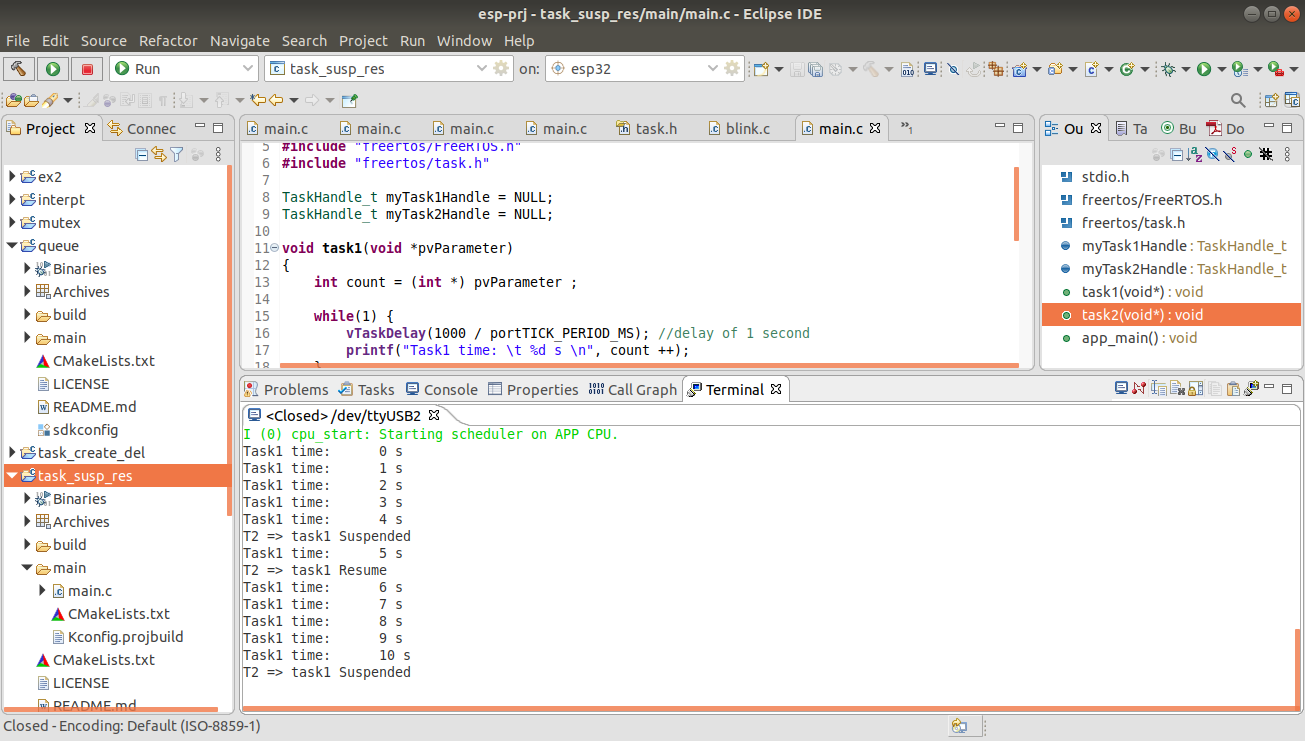 esp-prj - task_susp_res/main/main.c - Eclipse IDE
File Edit Source Refactor Navigate Search Project Run Window Help
Run task_susp_res on: esp32
Project Connec
ex2
interpt
mutex
queue
Binaries
Archives
build
main
CMakeLists.txt
LICENSE
README.md
sdkconfig
task_create_del
task_susp_res
Binaries
Archives
build
main
main.c
CMakeLists.txt
Kconfig.projbuild
CMakeLists.txt
LICENSE
README.md
main.c main.c main.c main.c task.h blink.c main.c »1
5 #include "freertos/FreeRTOS.h"
6 #include "freertos/task.h"
7
8 TaskHandle_t myTask1Handle = NULL;
9 TaskHandle_t myTask2Handle = NULL;
10
11 void task1(void *pvParameter)
12 {
13 int count = (int *) pvParameter ;
14
15 while(1) {
16 vTaskDelay(1000 / portTICK_PERIOD_MS); //delay of 1 second
17 printf("Task1 time: \t %d s \n", count ++);
18 }
Ou Ta Bu Do
stdio.h
freertos/FreeRTOS.h
freertos/task.h
myTask1Handle : TaskHandle_t
myTask2Handle : TaskHandle_t
task1(void*) : void
task2(void*) : void
app_main() : void
Problems Tasks Console Properties Call Graph Terminal
<Closed> /dev/ttyUSB2
I (0) cpu_start: Starting scheduler on APP CPU.
Task1 time: 0 s
Task1 time: 1 s
Task1 time: 2 s
Task1 time: 3 s
Task1 time: 4 s
T2 => task1 Suspended
Task1 time: 5 s
T2 => task1 Resume
Task1 time: 6 s
Task1 time: 7 s
Task1 time: 8 s
Task1 time: 9 s
Task1 time: 10 s
T2 => task1 Suspended
Closed - Encoding: Default (ISO-8859-1)